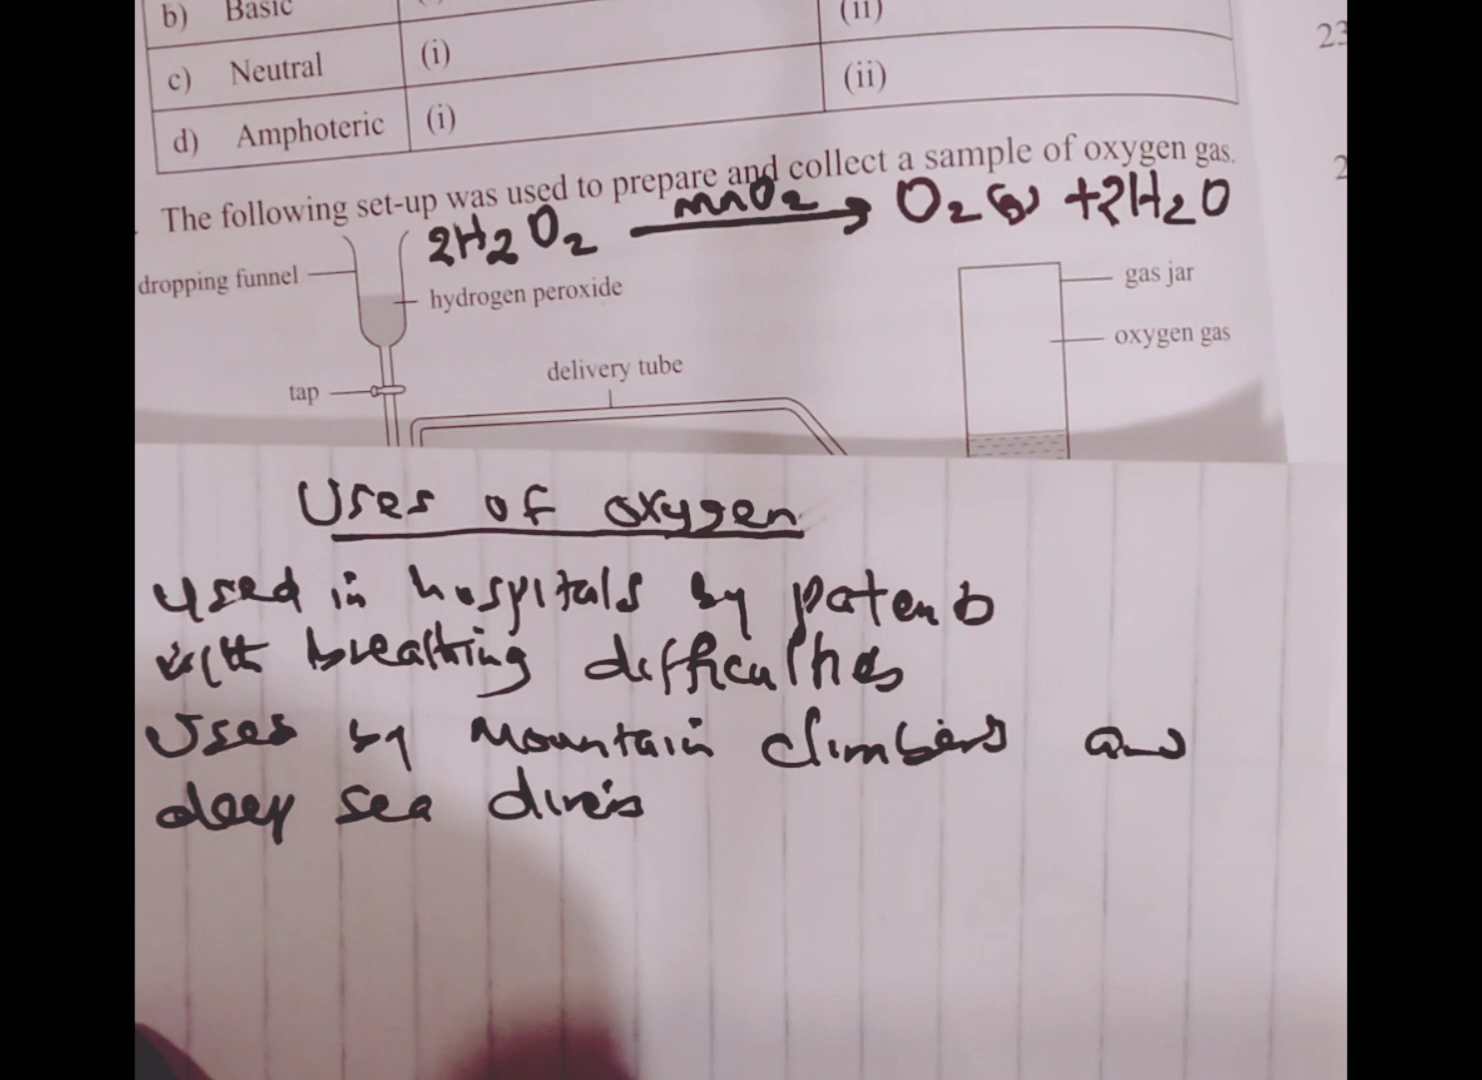 b) Basic (ii)
c) Neutral (i) (ii)
d) Amphoteric (i)
23
2
The following set-up was used to prepare and collect a sample of oxygen gas.
2H2O2 MnO2 O2(g) + 2H2O
dropping funnel
hydrogen peroxide
gas jar
oxygen gas
tap
delivery tube
Uses of oxygen
used in hospitals by patents
with breathing difficulties
Uses by mountain climbers and
deep sea divers